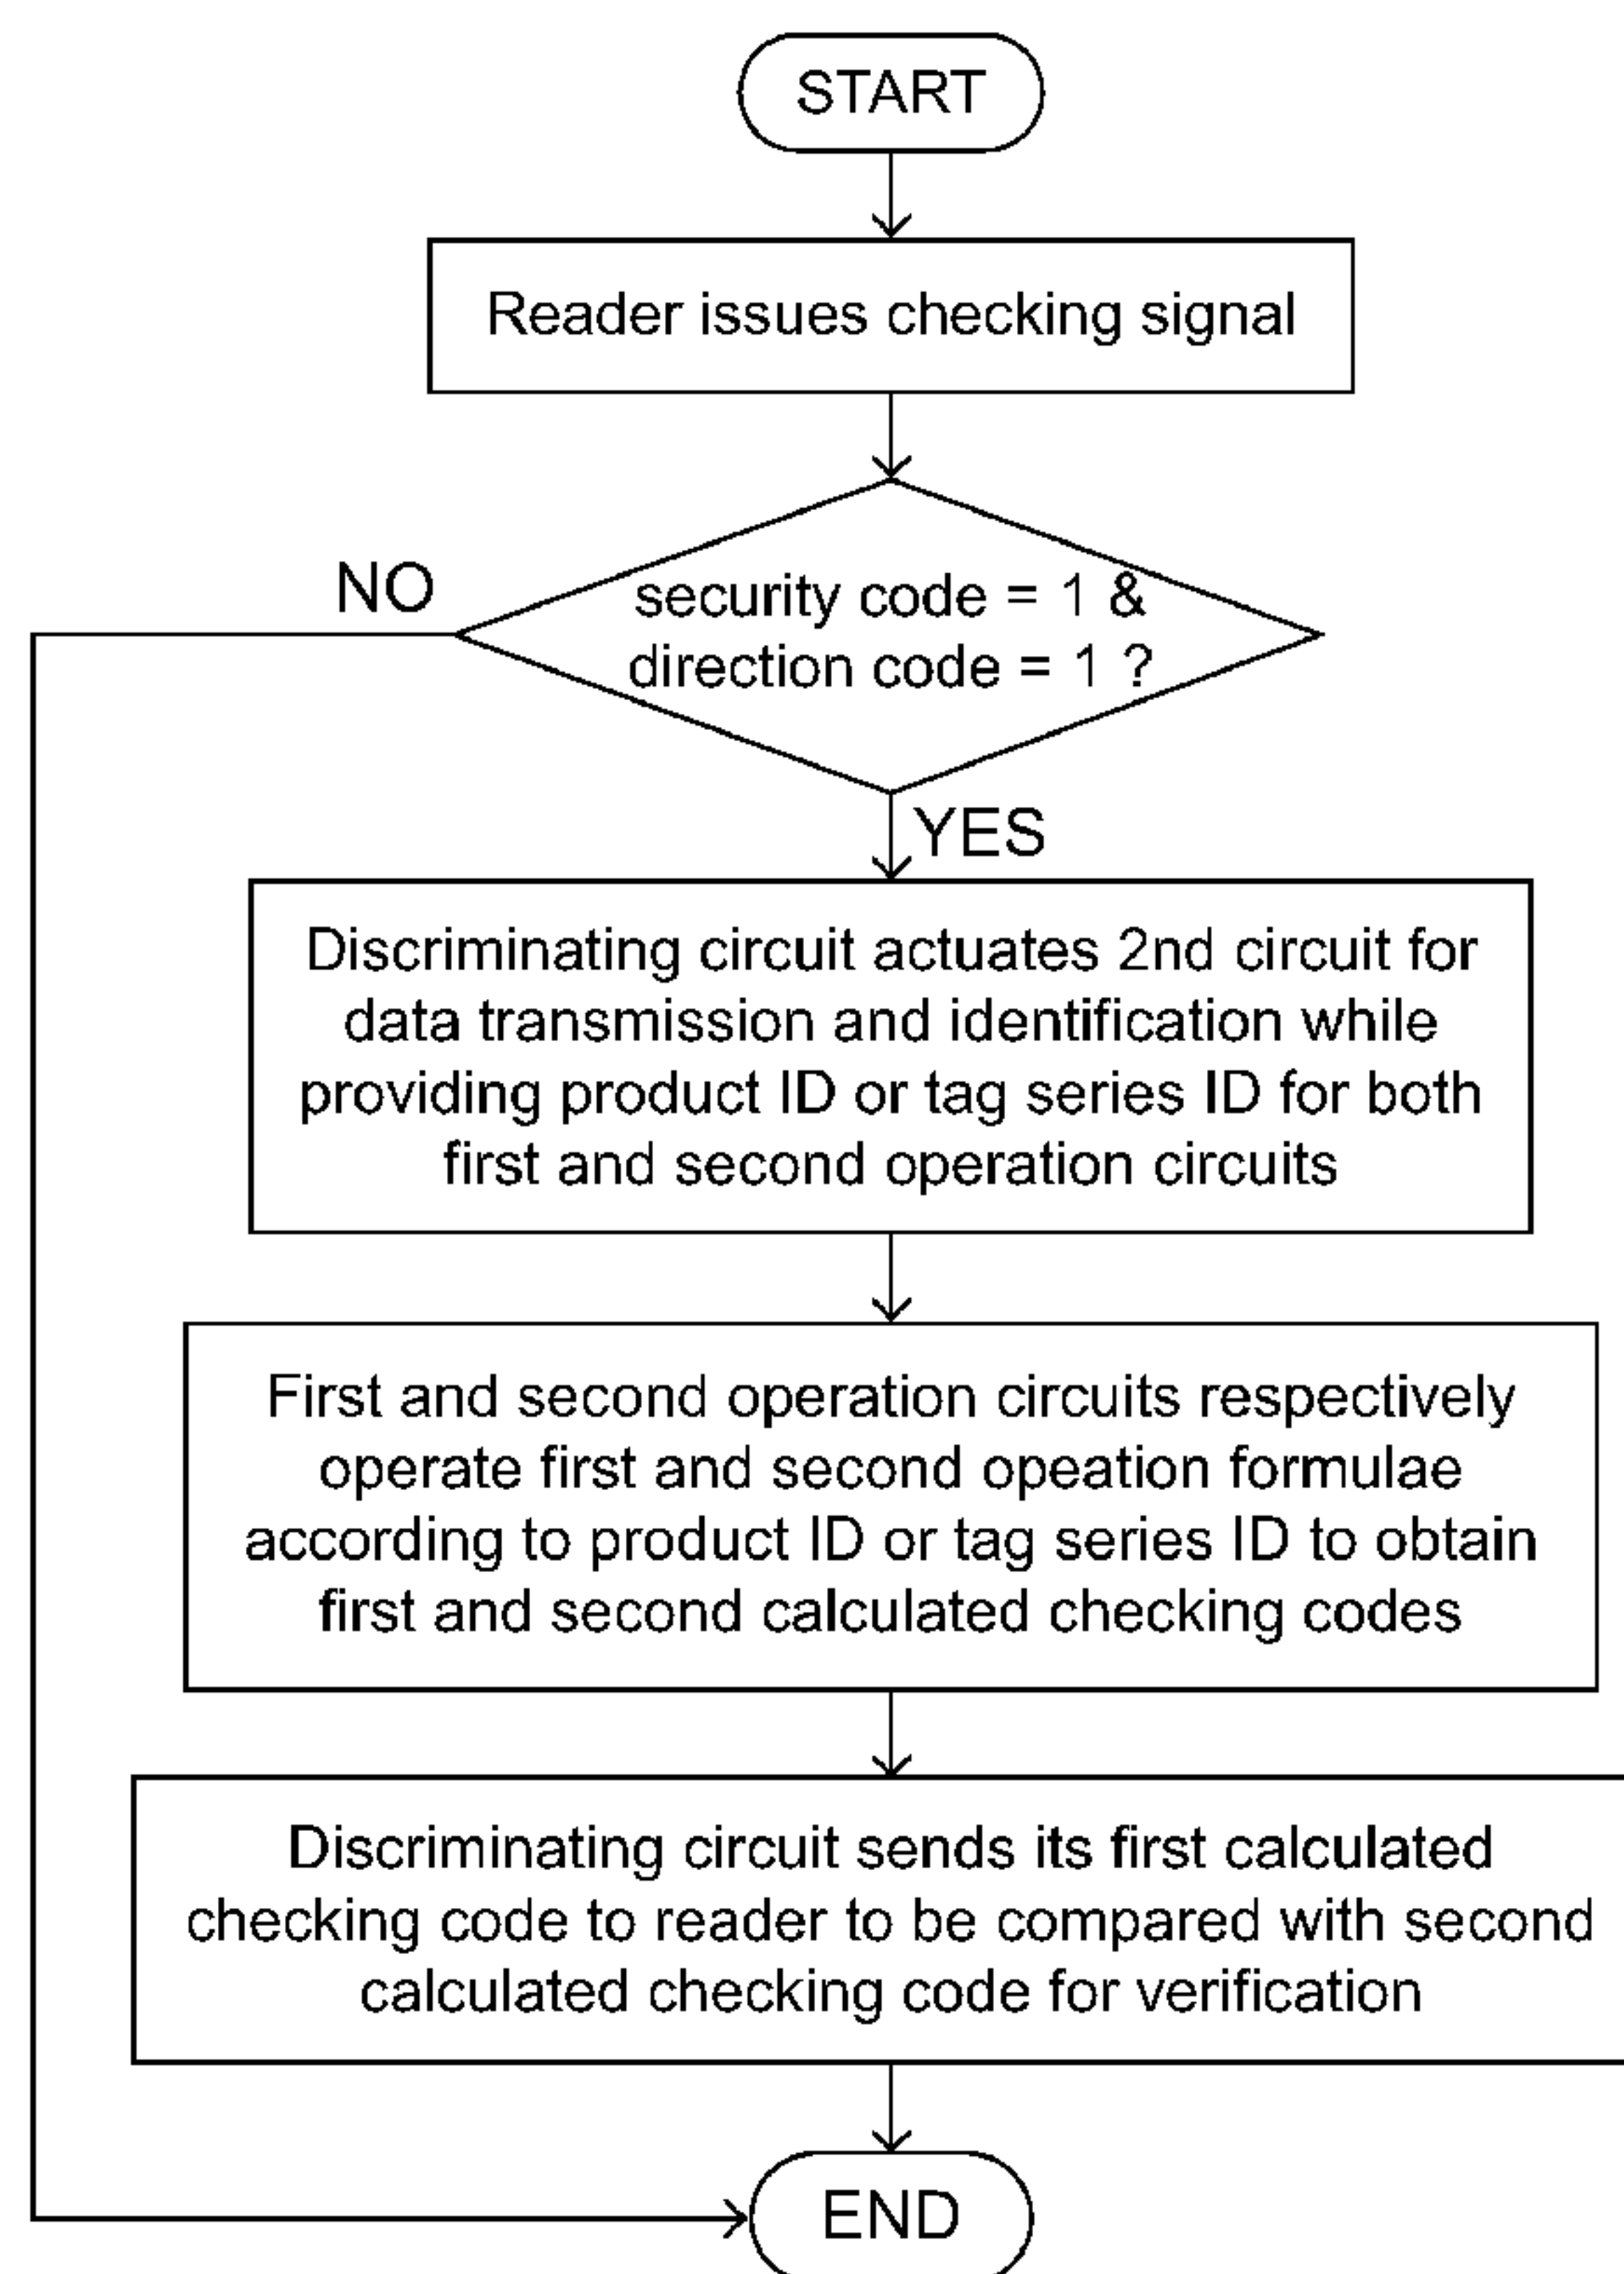 START
Reader issues checking signal
NO
security code = 1 &
direction code = 1 ?
YES
Discriminating circuit actuates 2nd circuit for
data transmission and identification while
providing product ID or tag series ID for both
first and second operation circuits
First and second operation circuits respectively
operate first and second opeation formulae
according to product ID or tag series ID to obtain
first and second calculated checking codes
Discriminating circuit sends its first calculated
checking code to reader to be compared with second
calculated checking code for verification
END